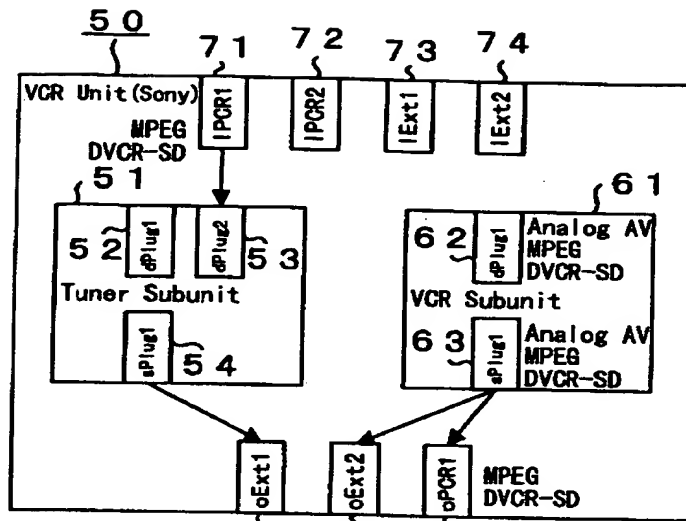 50
71
72
73
74
VCR Unit(Sony)
IPCR1
IPCR2
IExt1
IExt2
MPEG
DVCR-SD
51
61
52
dPlug1
dPlug2
53
62
dPlug1
Analog AV
MPEG
DVCR-SD
Tuner Subunit
VCR Subunit
sPlug1
54
63
sPlug1
Analog AV
MPEG
DVCR-SD
oExt1
oExt2
oPCR1
MPEG
DVCR-SD